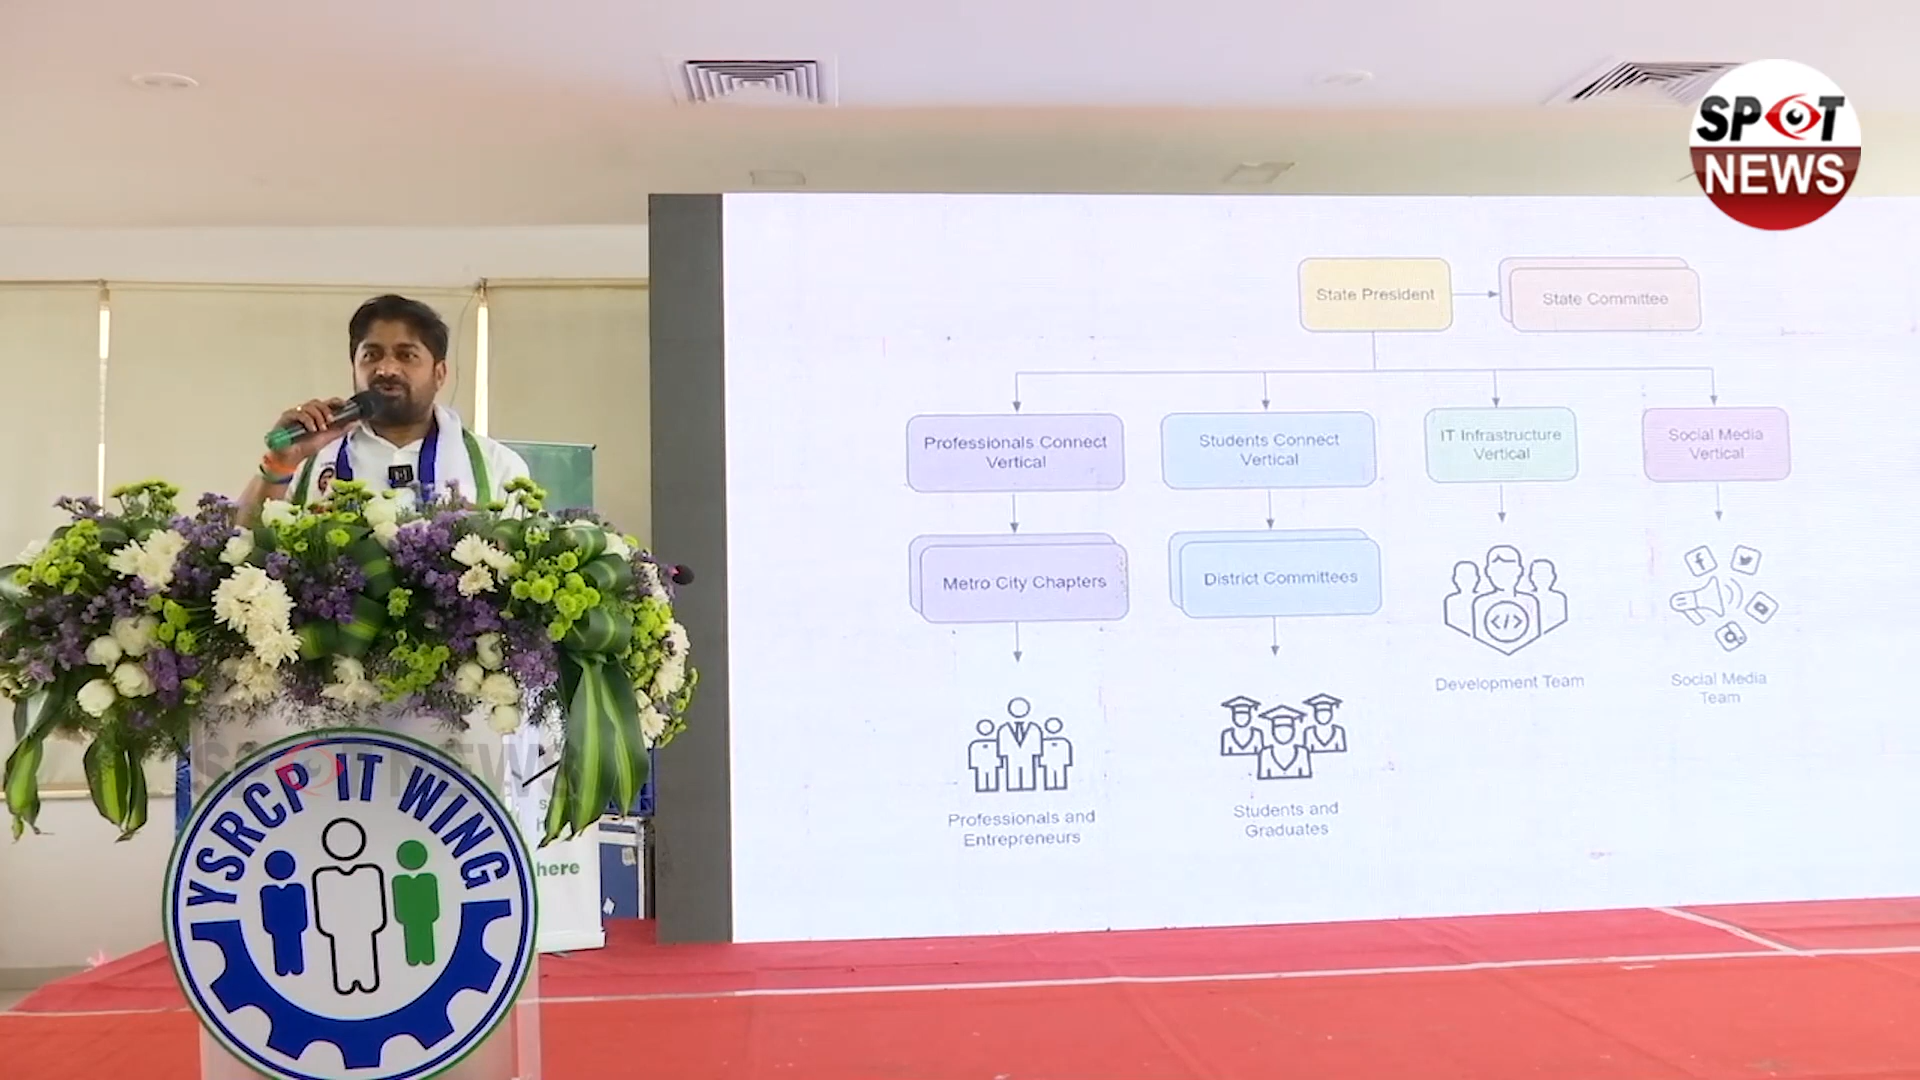 SPOT
NEWS
State President
State Committee
Professionals Connect
Vertical
Students Connect
Vertical
IT Infrastructure
Vertical
Social Media
Vertical
Metro City Chapters
District Committees
Development Team
Social Media
Team
Professionals and
Entrepreneurs
Students and
Graduates
SPOT NEWS
here
YSRCP IT WING